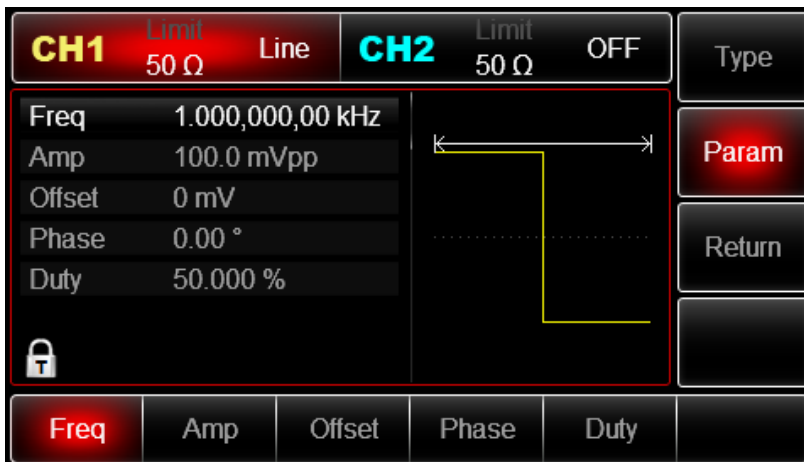 CH1 Limit 50 Ω Line CH2 Limit 50 Ω OFF
Type
Freq 1.000,000,00 kHz
Amp 100.0 mVpp
Offset 0 mV
Phase 0.00 °
Duty 50.000 %
T
Param
Return
Freq Amp Offset Phase Duty